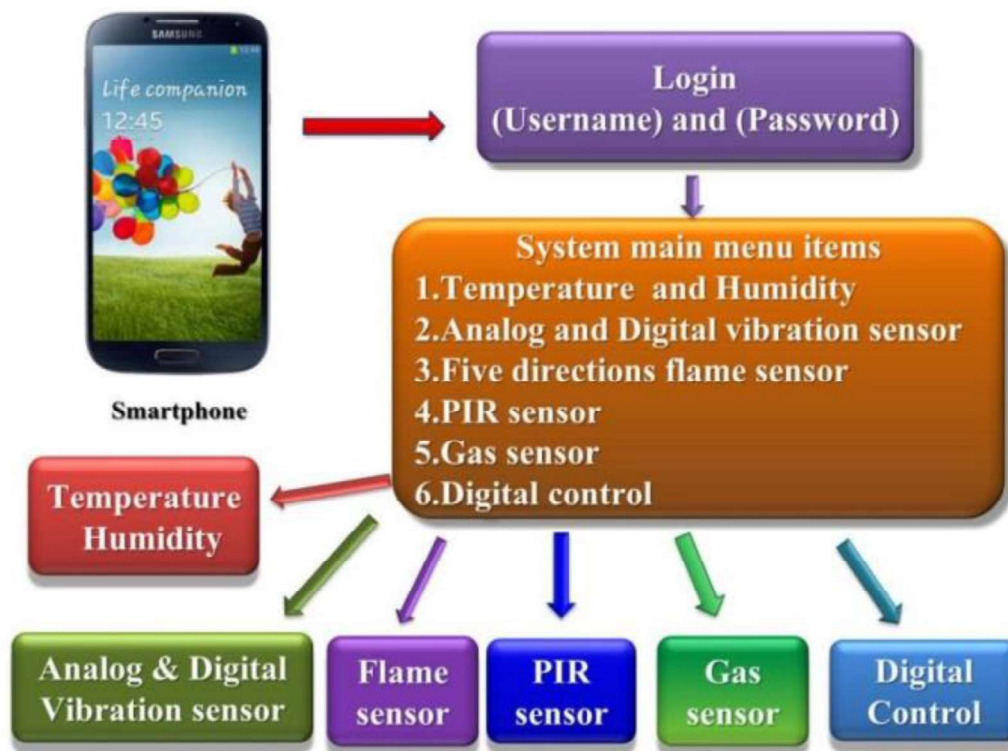 SAMSUNG
12:45
Life companion
12:45
Smartphone
Login
(Username) and (Password)
System main menu items
1.Temperature and Humidity
2.Analog and Digital vibration sensor
3.Five directions flame sensor
4.PIR sensor
5.Gas sensor
6.Digital control
Temperature
Humidity
Analog & Digital
Vibration sensor
Flame
sensor
PIR
sensor
Gas
sensor
Digital
Control